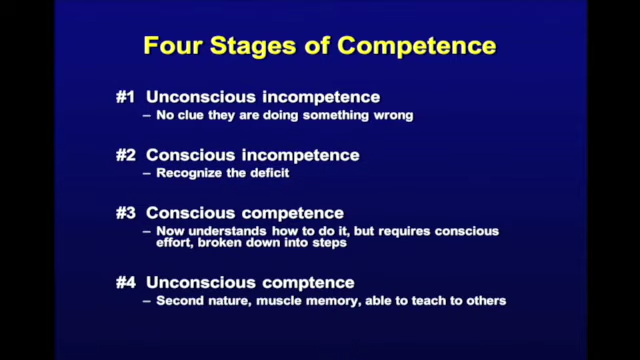 Four Stages of Competence
#1 Unconscious incompetence
– No clue they are doing something wrong
#2 Conscious incompetence
– Recognize the deficit
#3 Conscious competence
– Now understands how to do it, but requires conscious
effort, broken down into steps
#4 Unconscious comptence
– Second nature, muscle memory, able to teach to others